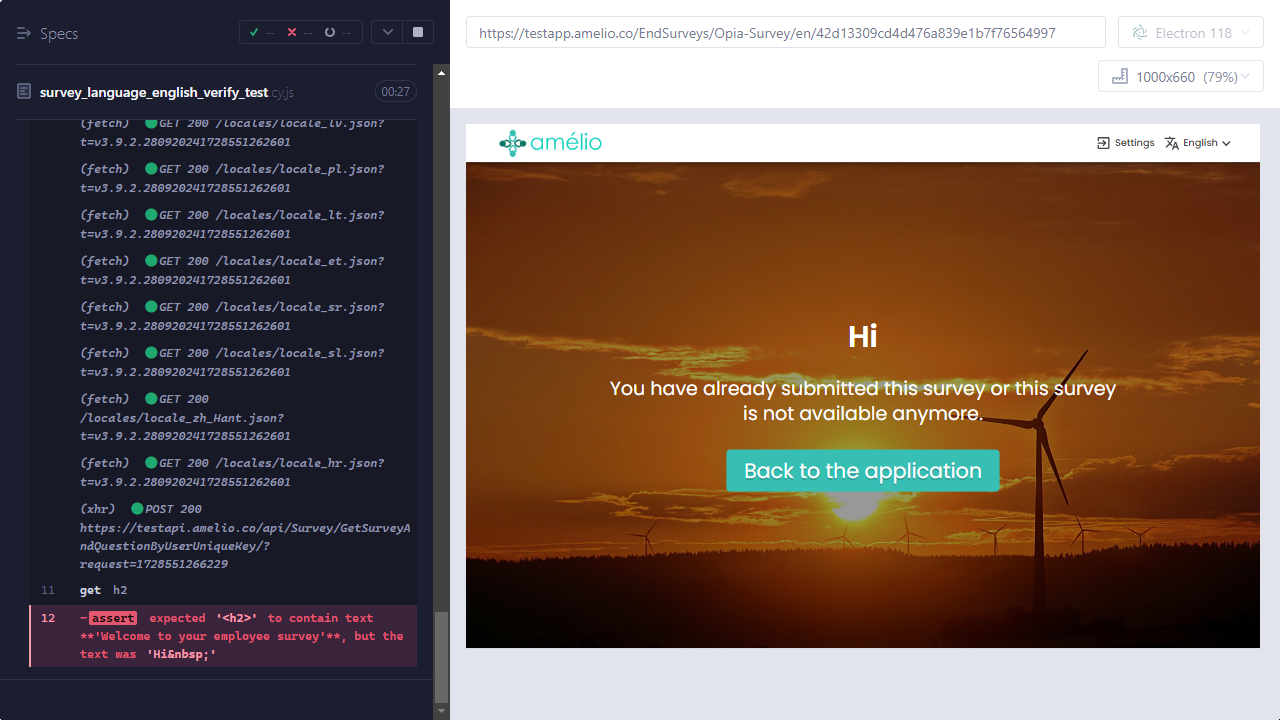 Specs
--
--
--
survey_language_english_verify_test.cy.js
00:27
(fetch) GET 200 /locales/locale_lv.json?
t=v3.9.2.280920241728551262601
(fetch) GET 200 /locales/locale_pl.json?
t=v3.9.2.280920241728551262601
(fetch) GET 200 /locales/locale_lt.json?
t=v3.9.2.280920241728551262601
(fetch) GET 200 /locales/locale_et.json?
t=v3.9.2.280920241728551262601
(fetch) GET 200 /locales/locale_sr.json?
t=v3.9.2.280920241728551262601
(fetch) GET 200 /locales/locale_sl.json?
t=v3.9.2.280920241728551262601
(fetch) GET 200
/locales/locale_zh_Hant.json?
t=v3.9.2.280920241728551262601
(fetch) GET 200 /locales/locale_hr.json?
t=v3.9.2.280920241728551262601
(xhr) POST 200
https://testapi.amelio.co/api/Survey/GetSurveyA
ndQuestionByUserUniqueKey/?
request=1728551266229
11 get h2
12 -assert expected '<h2>' to contain text
**'Welcome to your employee survey'**, but the
text was 'Hi&nbsp;'
https://testapp.amelio.co/EndSurveys/Opia-Survey/en/42d13309cd4d476a839e1b7f76564997
Electron 118
1000x660 (79%)
amélio
Settings
English
Hi
You have already submitted this survey or this survey
is not available anymore.
Back to the application